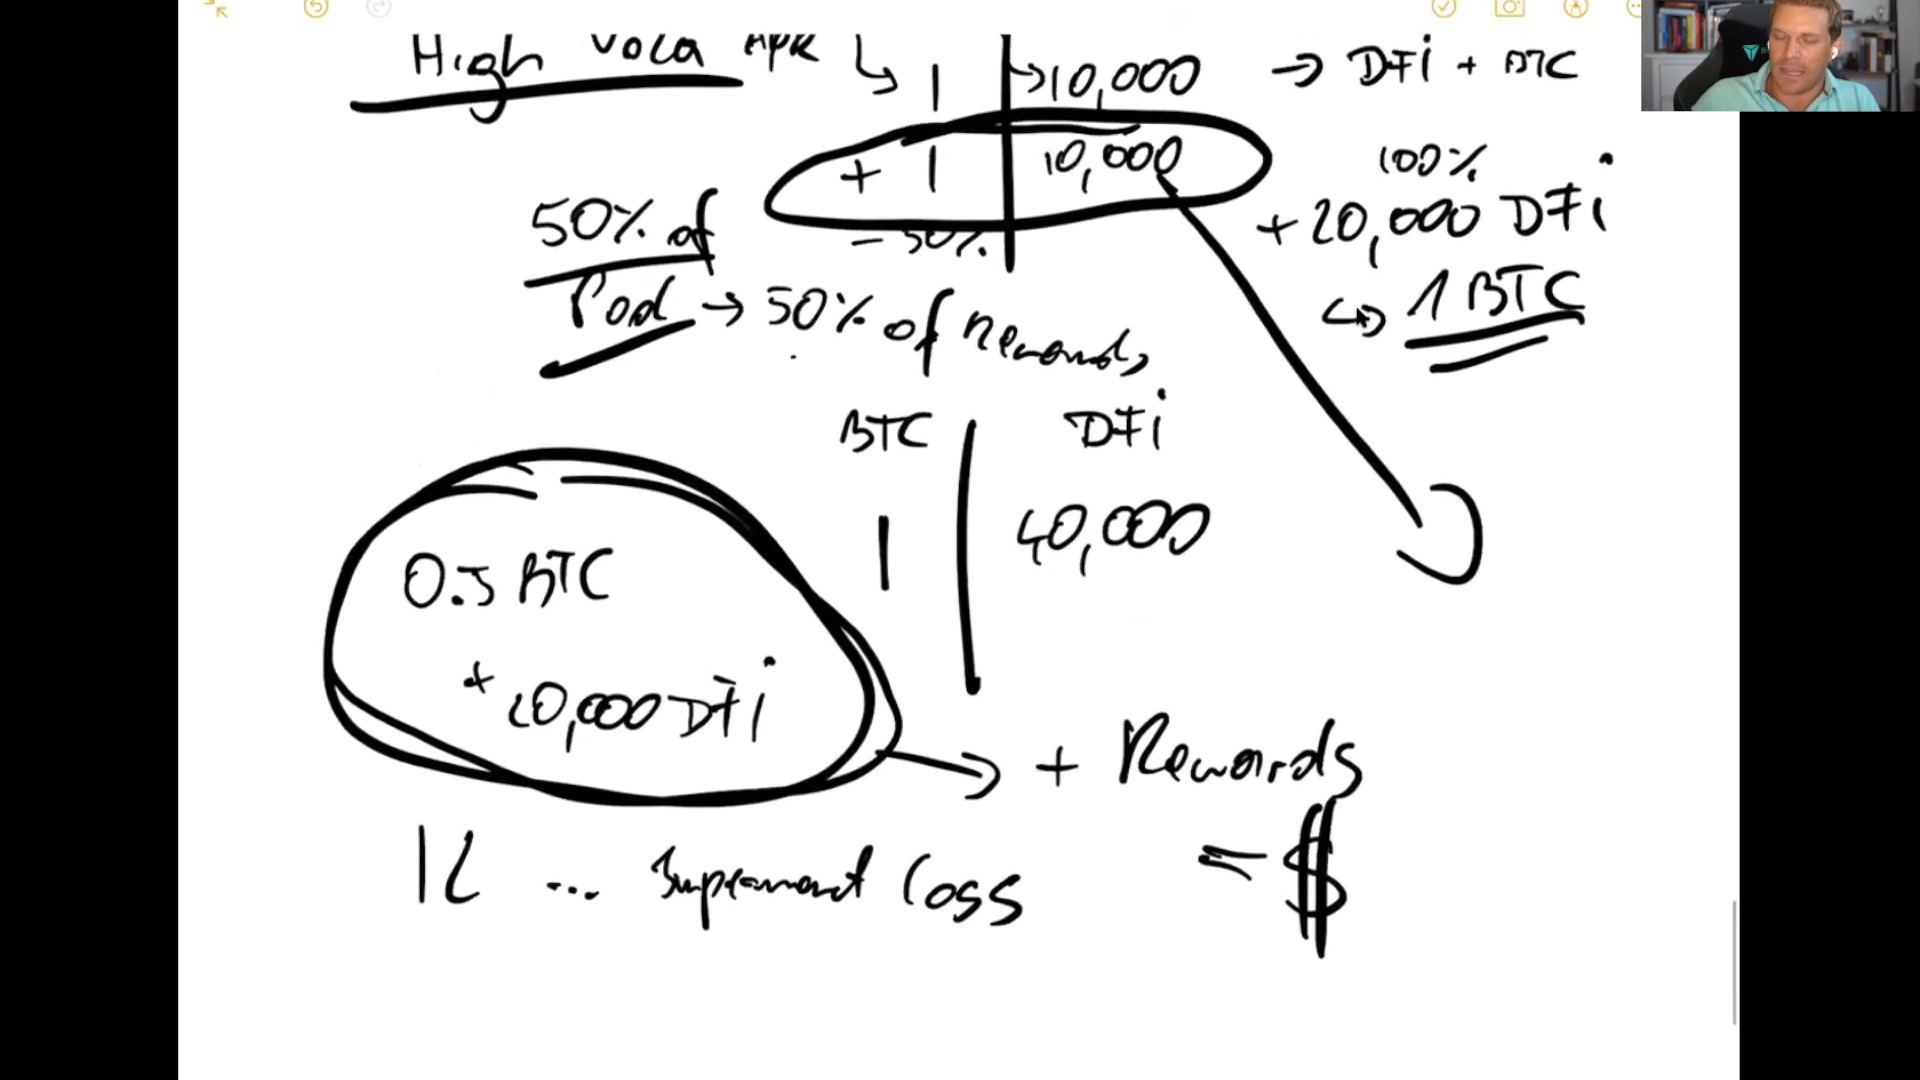 High Vola APR ↳ 1 | → 10,000 → DFi + BTC
+ 1 | 10,000
100%
50% of
- 50%
+ 20,000 DFi
Pool → 50% of Rewards
↳ 1 BTC
BTC | DFi
1 | 40,000
0.5 BTC
+ 20,000 DFi
→ + Rewards
IL ... Loss
= $